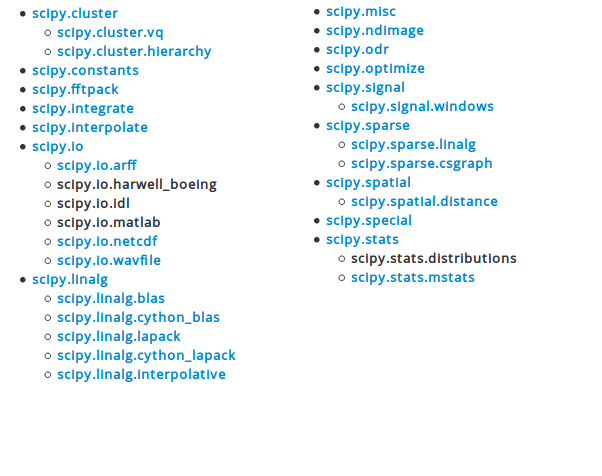 scipy.cluster
scipy.cluster.vq
scipy.cluster.hierarchy
scipy.constants
scipy.fftpack
scipy.integrate
scipy.interpolate
scipy.io
scipy.io.arff
scipy.io.harwell_boeing
scipy.io.idl
scipy.io.matlab
scipy.io.netcdf
scipy.io.wavfile
scipy.linalg
scipy.linalg.blas
scipy.linalg.cython_blas
scipy.linalg.lapack
scipy.linalg.cython_lapack
scipy.linalg.interpolative
scipy.misc
scipy.ndimage
scipy.odr
scipy.optimize
scipy.signal
scipy.signal.windows
scipy.sparse
scipy.sparse.linalg
scipy.sparse.csgraph
scipy.spatial
scipy.spatial.distance
scipy.special
scipy.stats
scipy.stats.distributions
scipy.stats.mstats